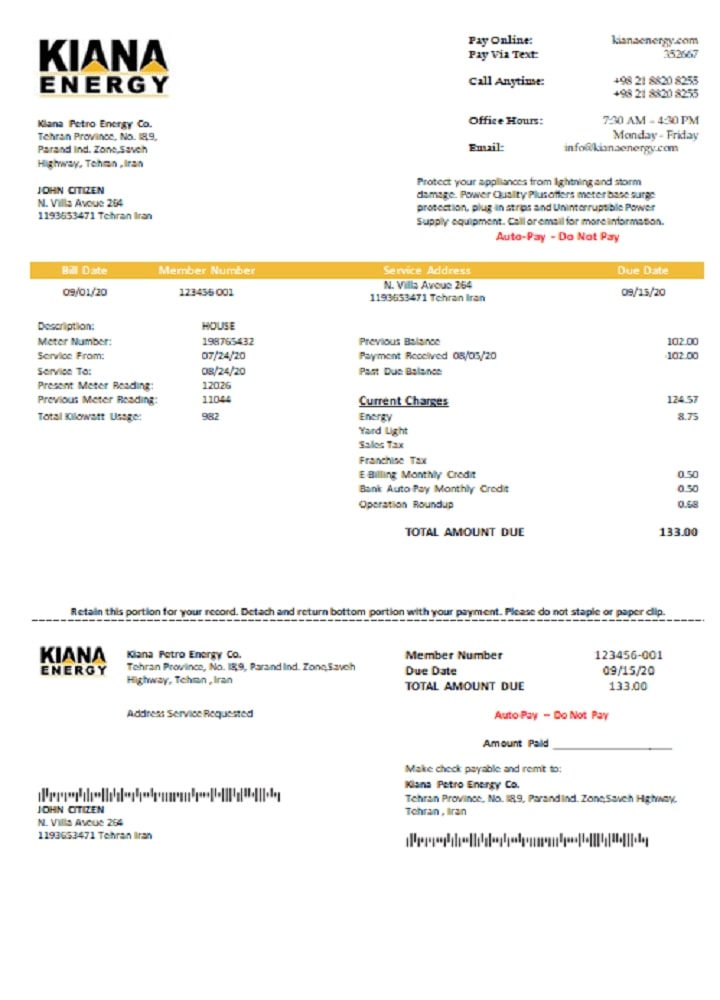 KIANA
ENERGY
Pay Online: kianaenergy.com
Pay Via Text: 352667
Call Anytime: +98 21 8820 8255
+98 21 8820 8255
Office Hours: 7:30 AM – 4:30 PM
Monday - Friday
Email: info@kianaenergy.com
Kiana Petro Energy Co.
Tehran Province, No. I8,9,
Parand Ind. Zone,Saveh
Highway, Tehran ,Iran
JOHN CITIZEN
N. Villa Aveue 264
1193653471 Tehran Iran
Protect your appliances from lightning and storm
damage. Power Quality Plus offers meter base surge
protection, plug-in strips and Uninterruptible Power
Supply equipment. Call or email for more information.
Auto-Pay - Do Not Pay
Bill Date Member Number Service Address Due Date
09/01/20 123456-001 N. Villa Aveue 264 09/15/20
1193653471 Tehran Iran
Description: HOUSE
Meter Number: 198765432
Service From: 07/24/20
Service To: 08/24/20
Present Meter Reading: 12026
Previous Meter Reading: 11044
Total Kilowatt Usage: 982
Previous Balance 102.00
Payment Received 08/05/20 -102.00
Past Due Balance
Current Charges 124.57
Energy 8.75
Yard Light
Sales Tax
Franchise Tax
E-Billing Monthly Credit -0.50
Bank Auto-Pay Monthly Credit -0.50
Operation Roundup 0.68
TOTAL AMOUNT DUE 133.00
Retain this portion for your record. Detach and return bottom portion with your payment. Please do not staple or paper clip.
KIANA
ENERGY
Kiana Petro Energy Co.
Tehran Province, No. I8,9, Parand Ind. Zone,Saveh
Highway, Tehran , Iran
Address Service Requested
Member Number 123456-001
Due Date 09/15/20
TOTAL AMOUNT DUE 133.00
Auto-Pay – Do Not Pay
Amount Paid
Make check payable and remit to:
Kiana Petro Energy Co.
Tehran Province, No. I8,9, Parand Ind. Zone,Saveh Highway,
Tehran , Iran
JOHN CITIZEN
N. Villa Aveue 264
1193653471 Tehran Iran